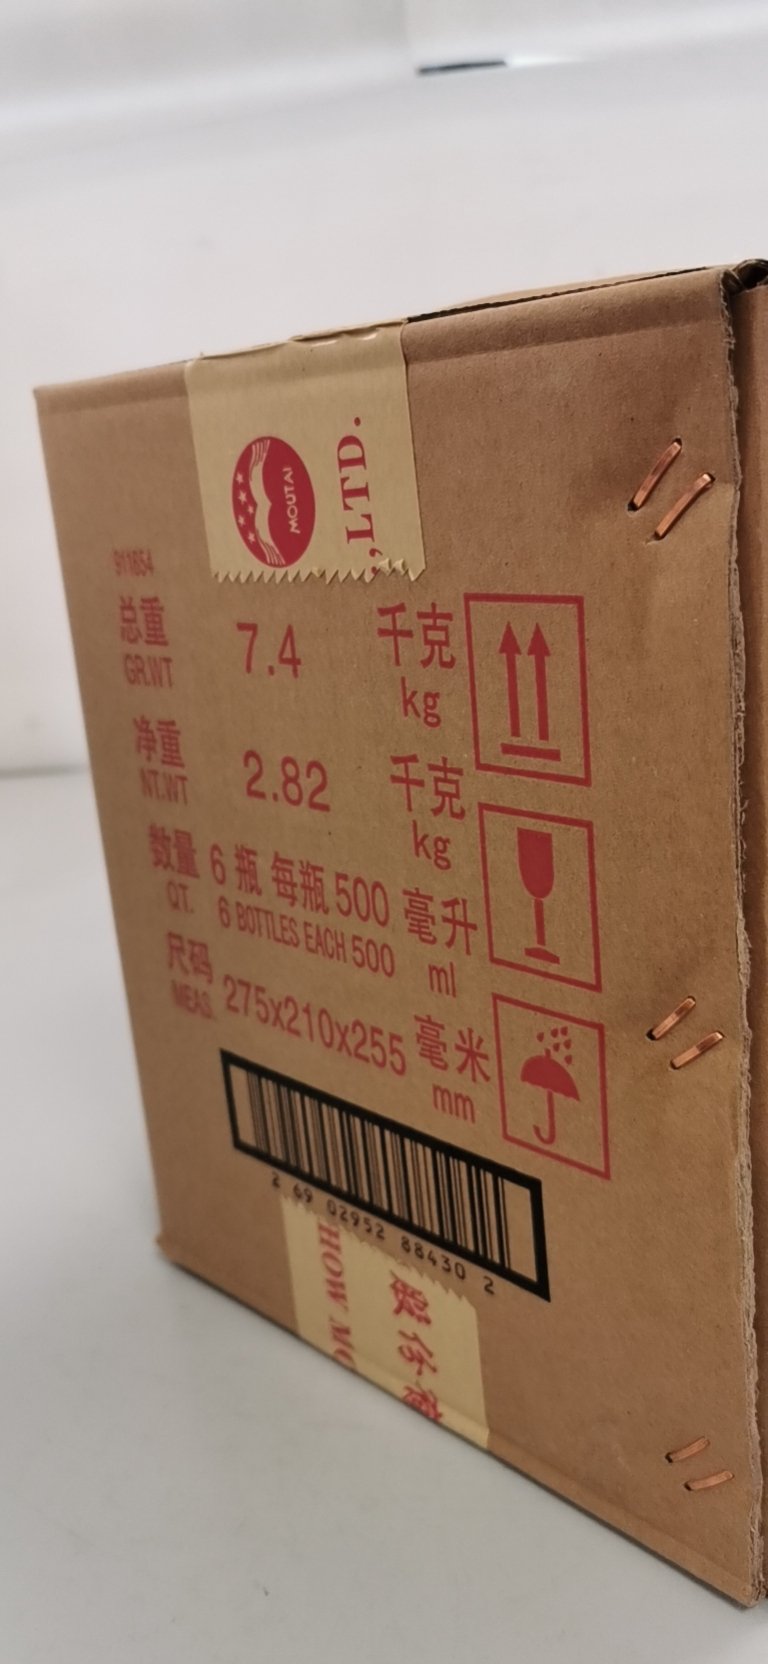 MOUTAI
., LTD.
911654
总重 7.4 千克
GR.WT kg
净重 2.82 千克
NT.WT kg
数量 6 瓶 每瓶 500 毫升
QT. 6 BOTTLES EACH 500 ml
尺码 275x210x255 毫米
MEAS. mm
2 69 02952 88430 2
HOW MO